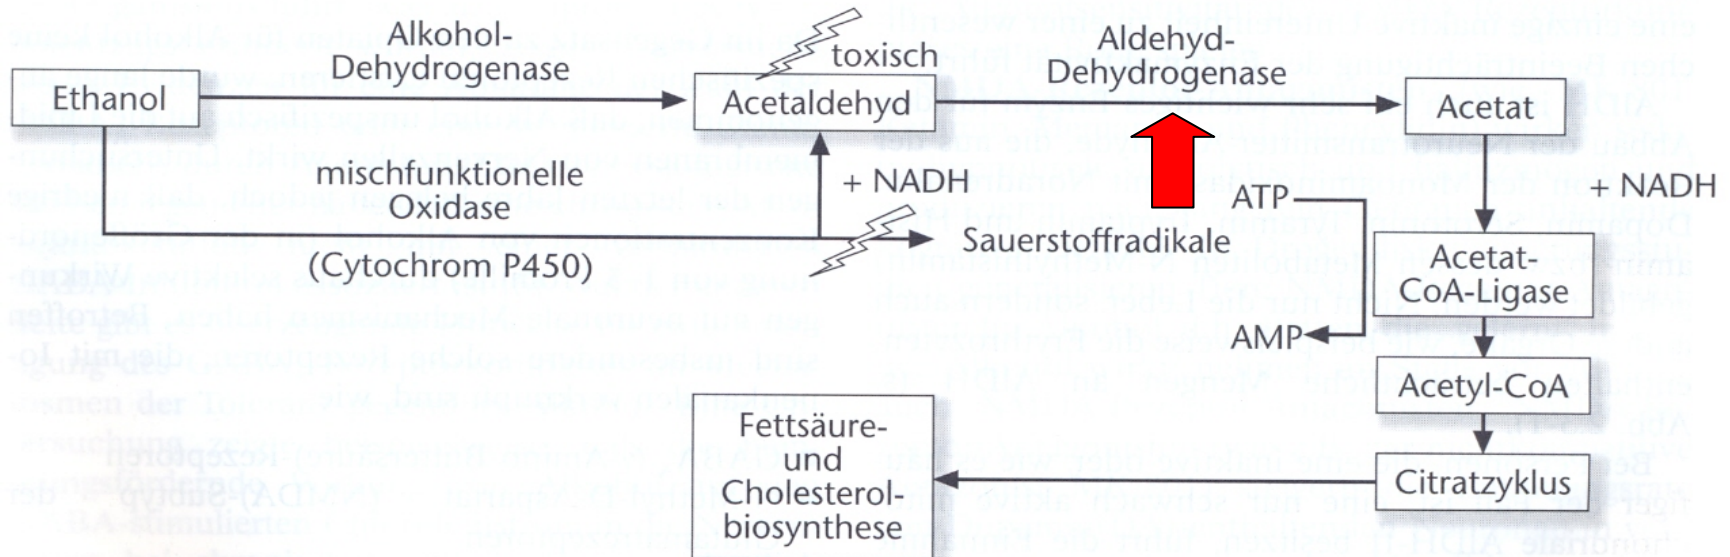 Alkohol-
Dehydrogenase
Ethanol
toxisch
Acetaldehyd
Aldehyd-
Dehydrogenase
Acetat
mischfunktionelle
Oxidase
(Cytochrom P450)
+ NADH
Sauerstoffradikale
ATP
AMP
+ NADH
Acetat-
CoA-Ligase
Acetyl-CoA
Citratzyklus
Fettsäure-
und
Cholesterol-
biosynthese